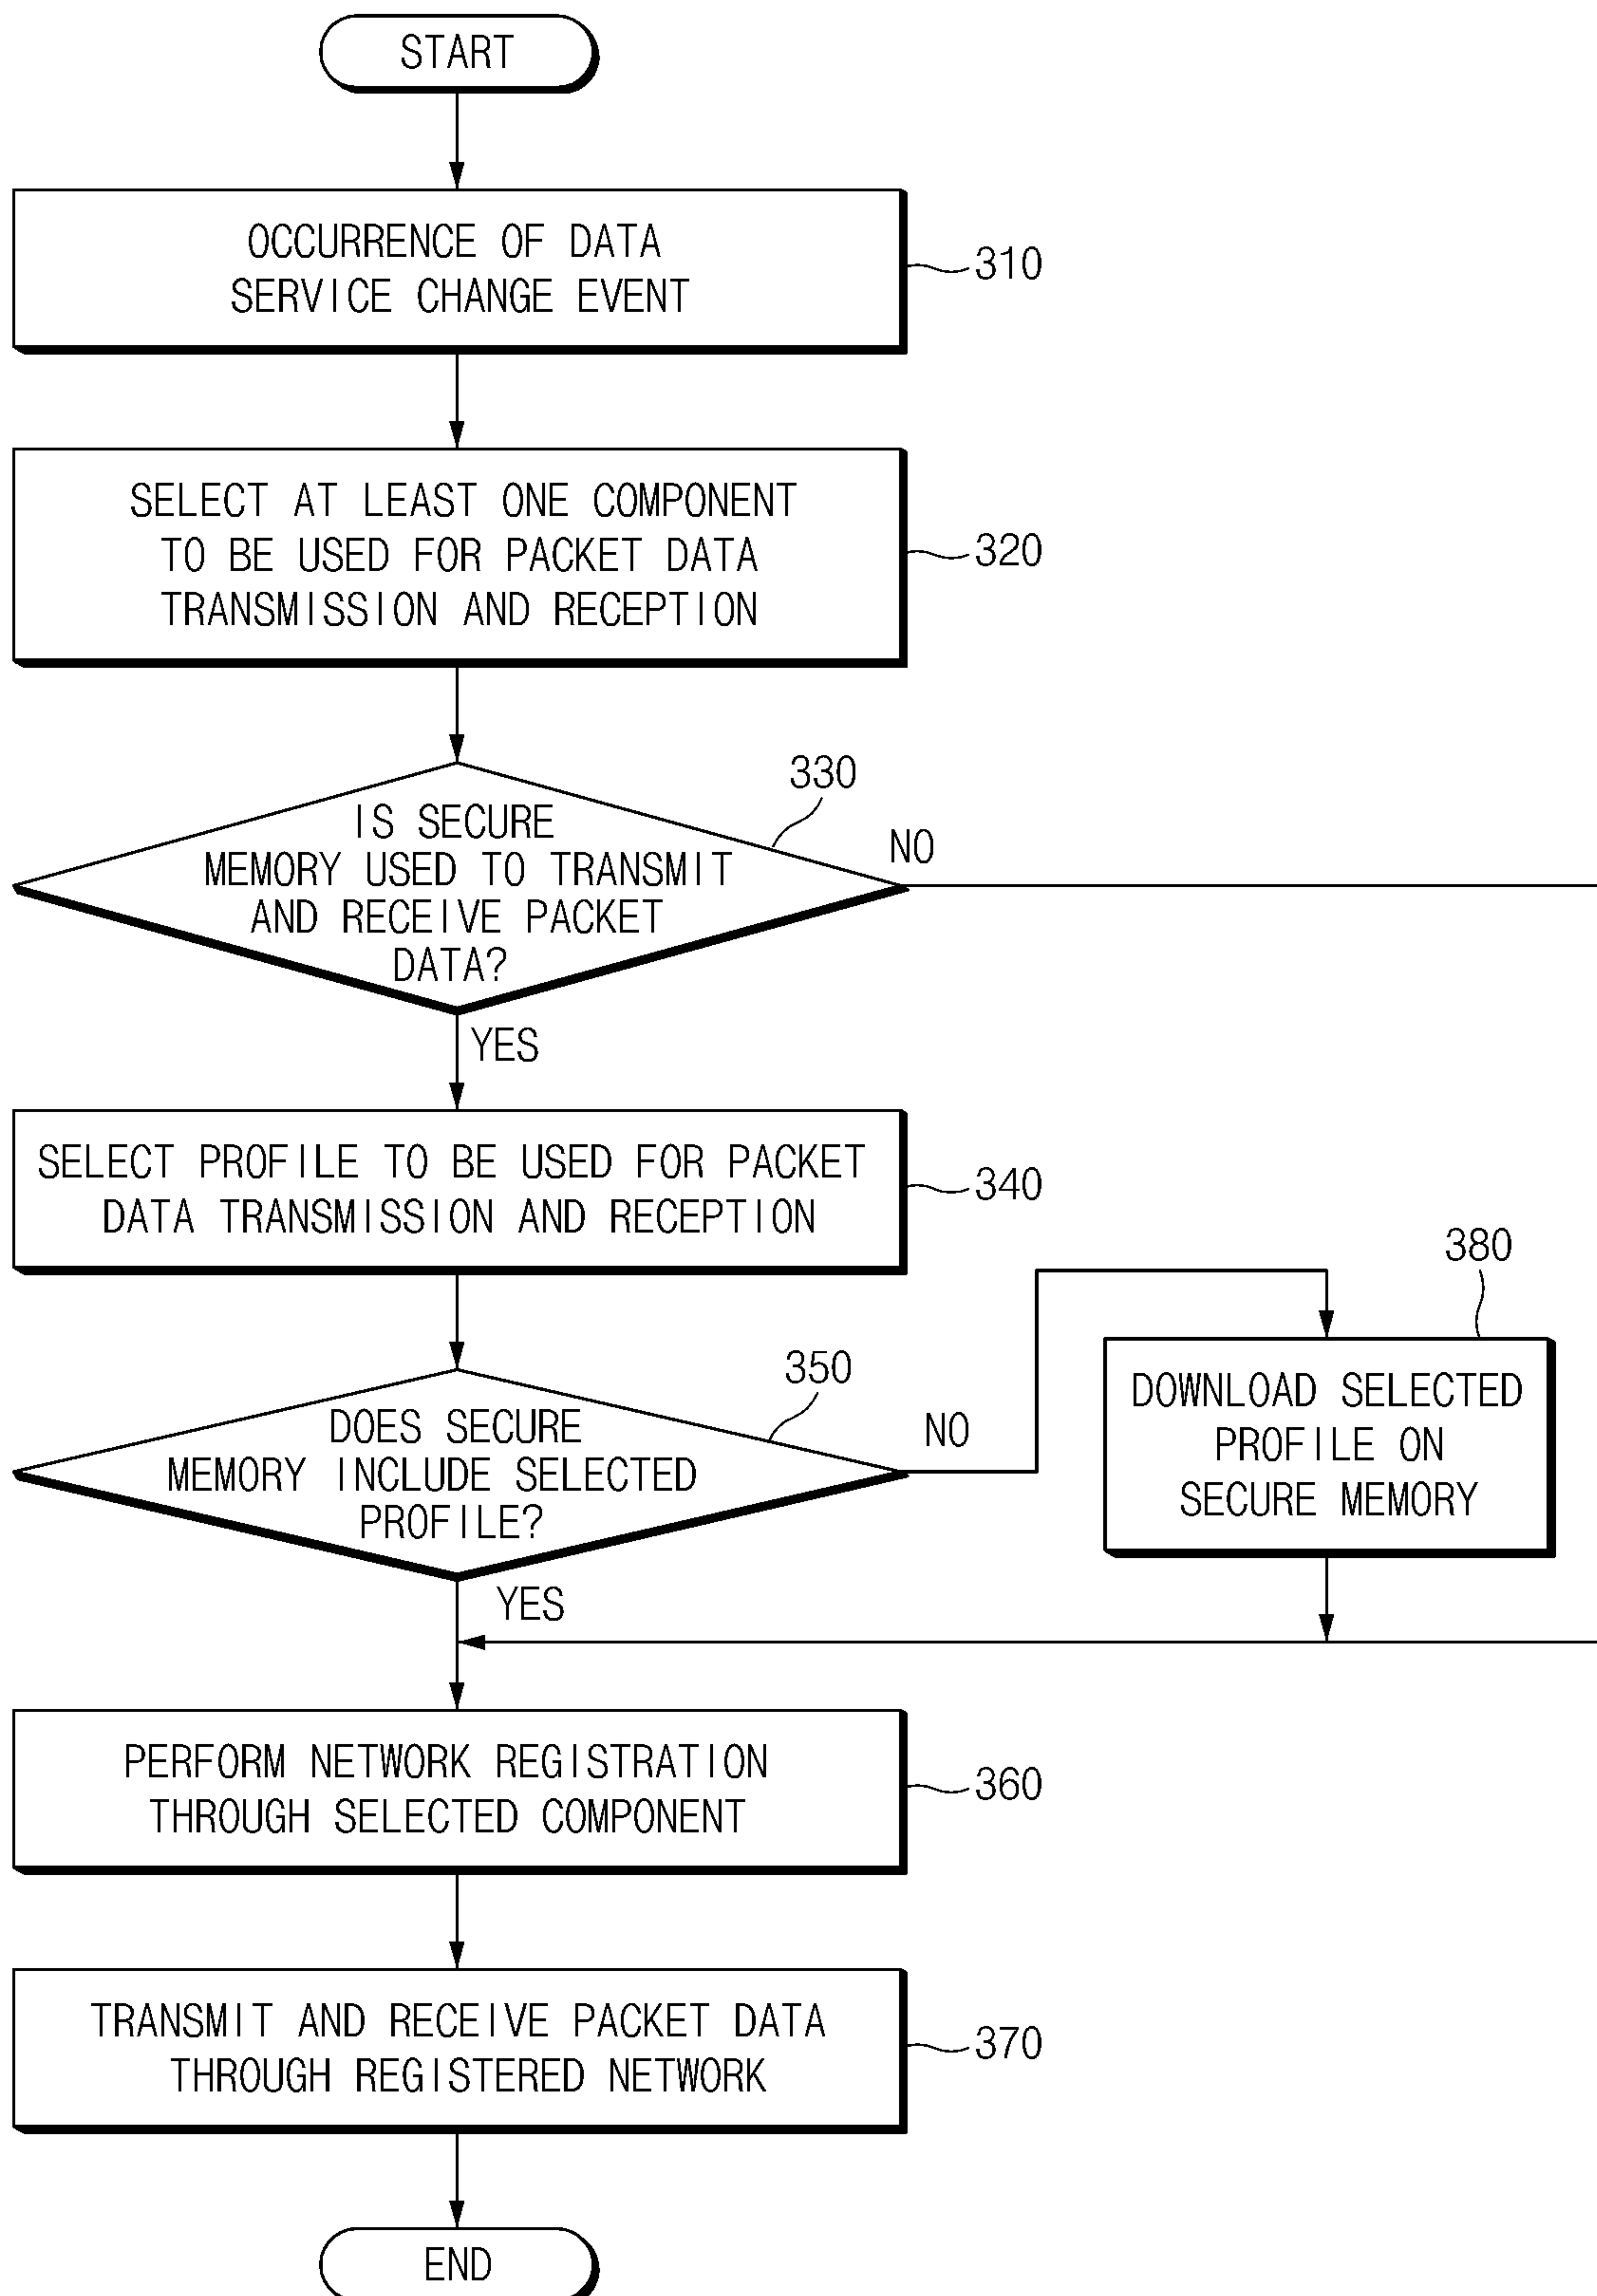 START
OCCURRENCE OF DATA
SERVICE CHANGE EVENT
310
SELECT AT LEAST ONE COMPONENT
TO BE USED FOR PACKET DATA
TRANSMISSION AND RECEPTION
320
330
IS SECURE
MEMORY USED TO TRANSMIT
AND RECEIVE PACKET
DATA?
NO
YES
SELECT PROFILE TO BE USED FOR PACKET
DATA TRANSMISSION AND RECEPTION
340
350
DOES SECURE
MEMORY INCLUDE SELECTED
PROFILE?
NO
YES
380
DOWNLOAD SELECTED
PROFILE ON
SECURE MEMORY
PERFORM NETWORK REGISTRATION
THROUGH SELECTED COMPONENT
360
TRANSMIT AND RECEIVE PACKET DATA
THROUGH REGISTERED NETWORK
370
END